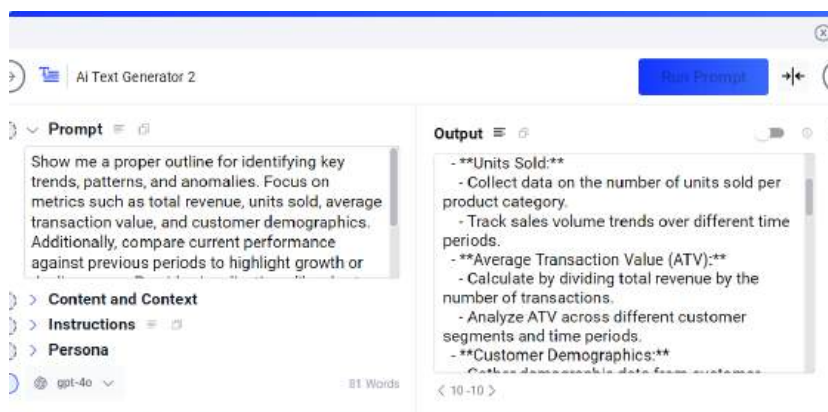 Ai Text Generator 2
Run Prompt
Prompt
Show me a proper outline for identifying key
trends, patterns, and anomalies. Focus on
metrics such as total revenue, units sold, average
transaction value, and customer demographics.
Additionally, compare current performance
against previous periods to highlight growth or
Content and Context
Instructions
Persona
gpt-4o
81 Words
Output
- **Units Sold:**
- Collect data on the number of units sold per
product category.
- Track sales volume trends over different time
periods.
- **Average Transaction Value (ATV):**
- Calculate by dividing total revenue by the
number of transactions.
- Analyze ATV across different customer
segments and time periods.
- **Customer Demographics:**
- Gather demographic data from customer
< 10 -10 >